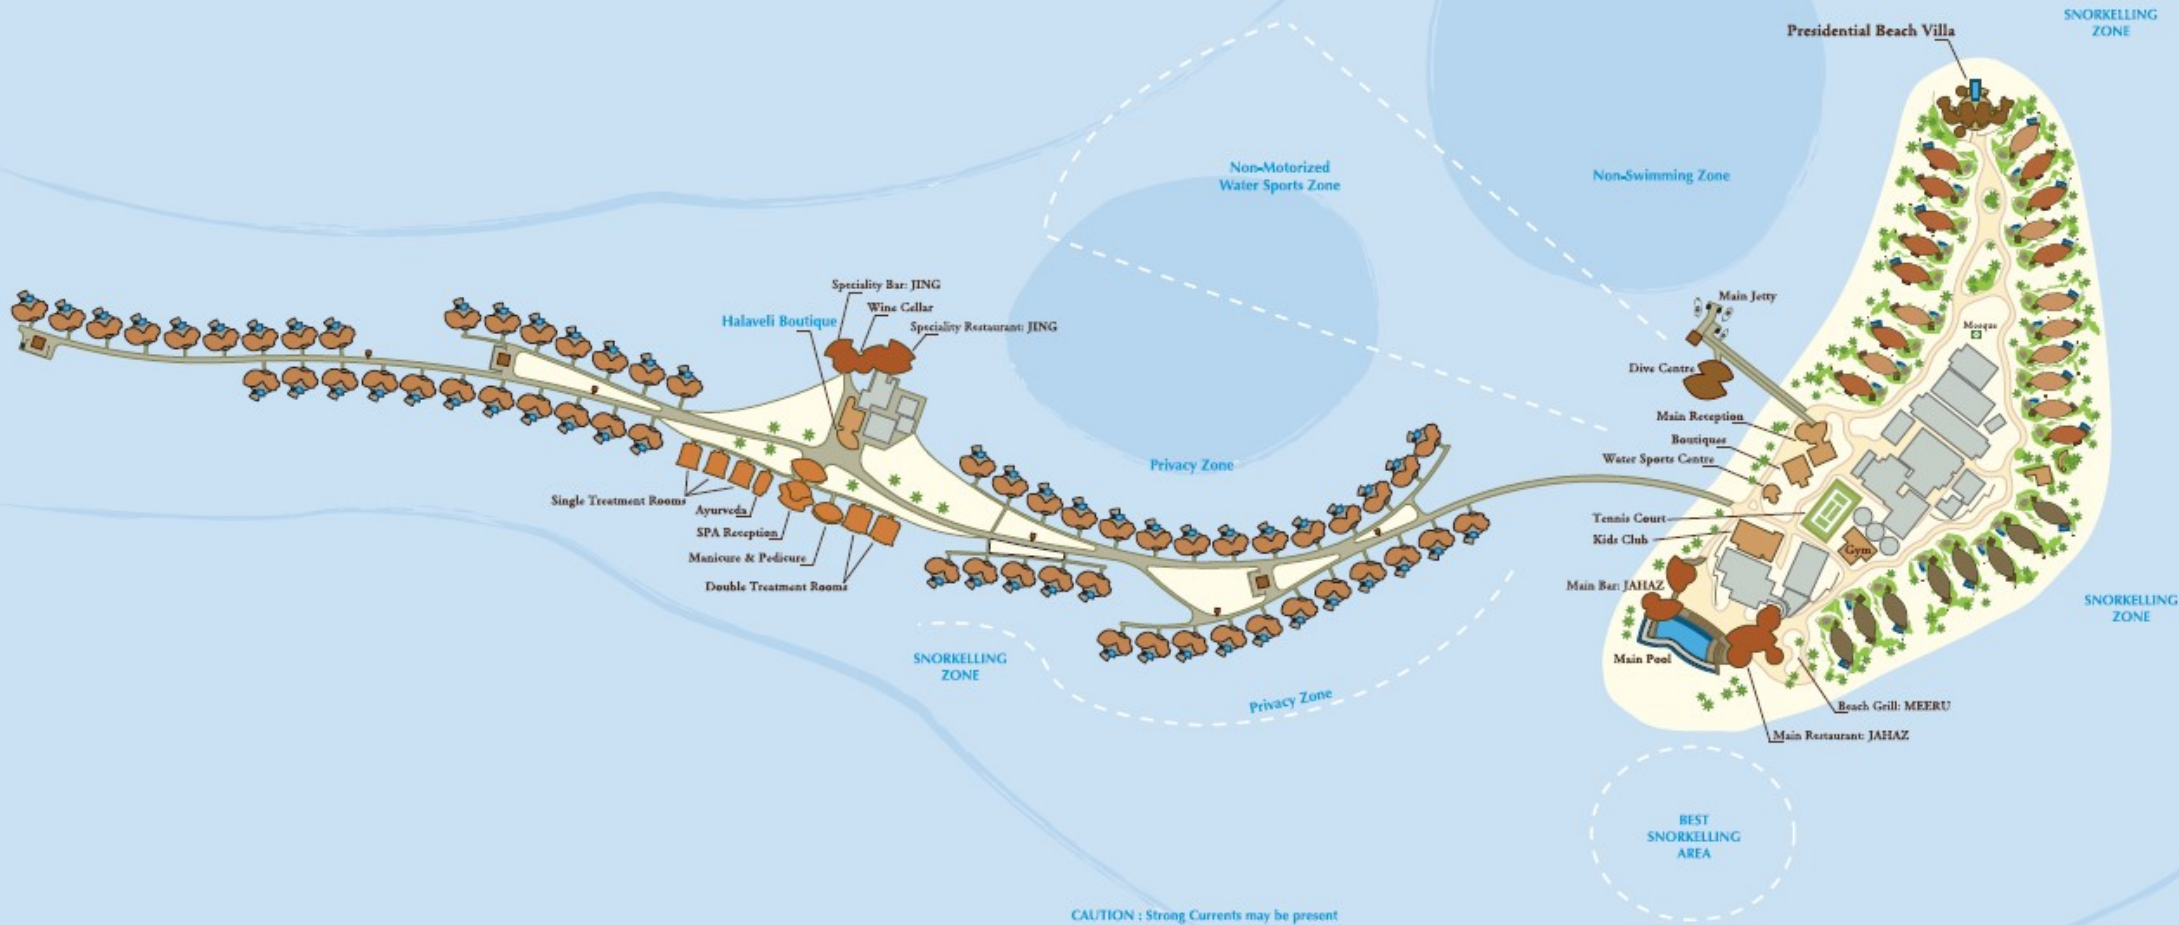 SNORKELLING
ZONE
Presidential Beach Villa
Non-Motorized
Water Sports Zone
Non-Swimming Zone
Speciality Bar: JING
Wine Cellar
Halaveli Boutique
Speciality Restaurant: JING
Main Jetty
Mosque
Dive Centre
Main Reception
Boutiques
Water Sports Centre
Privacy Zone
Single Treatment Rooms
Ayurveda
SPA Reception
Manicure & Pedicure
Double Treatment Rooms
Tennis Court
Kids Club
Gym
Main Bar: JAHAZ
SNORKELLING
ZONE
Main Pool
SNORKELLING
ZONE
Privacy Zone
Beach Grill: MEERU
Main Restaurant: JAHAZ
BEST
SNORKELLING
AREA
CAUTION : Strong Currents may be present